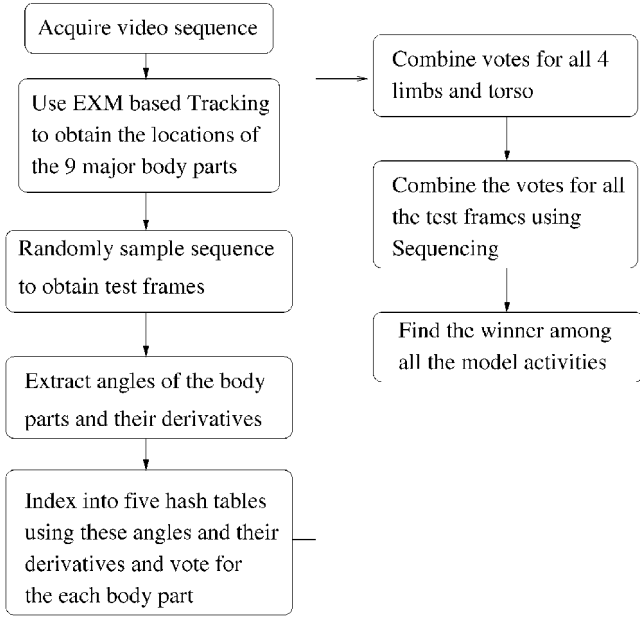 Acquire video sequence
Use EXM based Tracking
to obtain the locations of
the 9 major body parts
Randomly sample sequence
to obtain test frames
Extract angles of the body
parts and their derivatives
Index into five hash tables
using these angles and their
derivatives and vote for
the each body part
Combine votes for all 4
limbs and torso
Combine the votes for all
the test frames using
Sequencing
Find the winner among
all the model activities